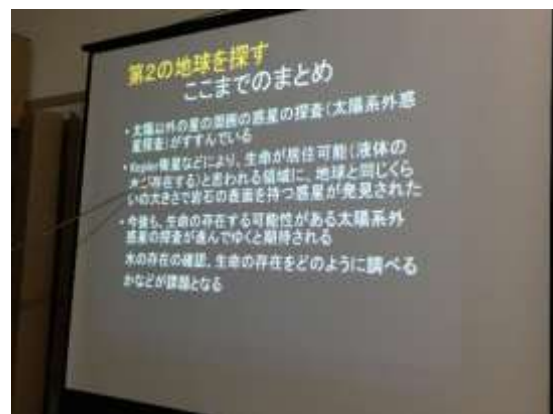 第2の地球を探す
ここまでのまとめ
・太陽以外の星の周囲の惑星の探査(太陽系外惑
星探査)がすすんでいる
・Kepler衛星などにより、生命が居住可能(液体の
水が存在する)と思われる領域に、地球と同じくら
いの大きさで岩石の表面を持つ惑星が発見された
・今後も、生命の存在する可能性がある太陽系外
惑星の探査が進んでゆくと期待される
水の存在の確認、生命の存在をどのように調べる
かなどが課題となる